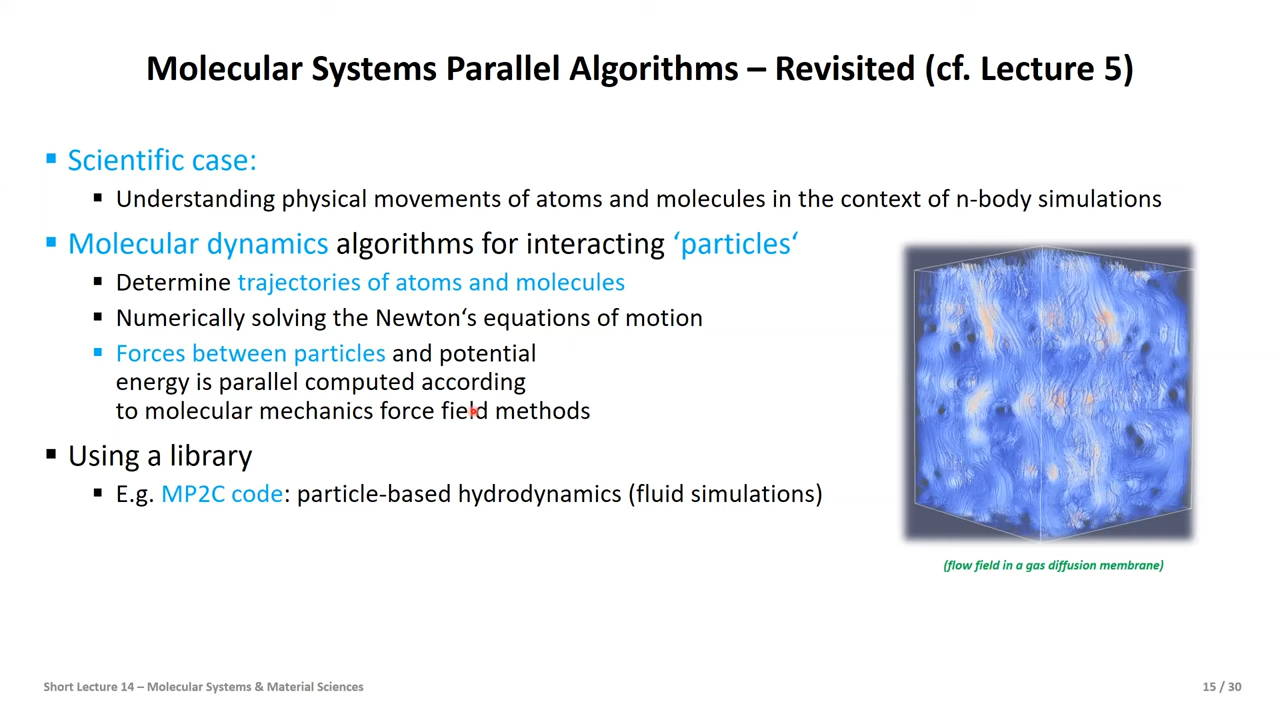 Molecular Systems Parallel Algorithms – Revisited (cf. Lecture 5)
Scientific case:
Understanding physical movements of atoms and molecules in the context of n-body simulations
Molecular dynamics algorithms for interacting ‘particles‘
Determine trajectories of atoms and molecules
Numerically solving the Newton‘s equations of motion
Forces between particles and potential
energy is parallel computed according
to molecular mechanics force field methods
Using a library
E.g. MP2C code: particle-based hydrodynamics (fluid simulations)
(flow field in a gas diffusion membrane)
Short Lecture 14 – Molecular Systems & Material Sciences
15 / 30